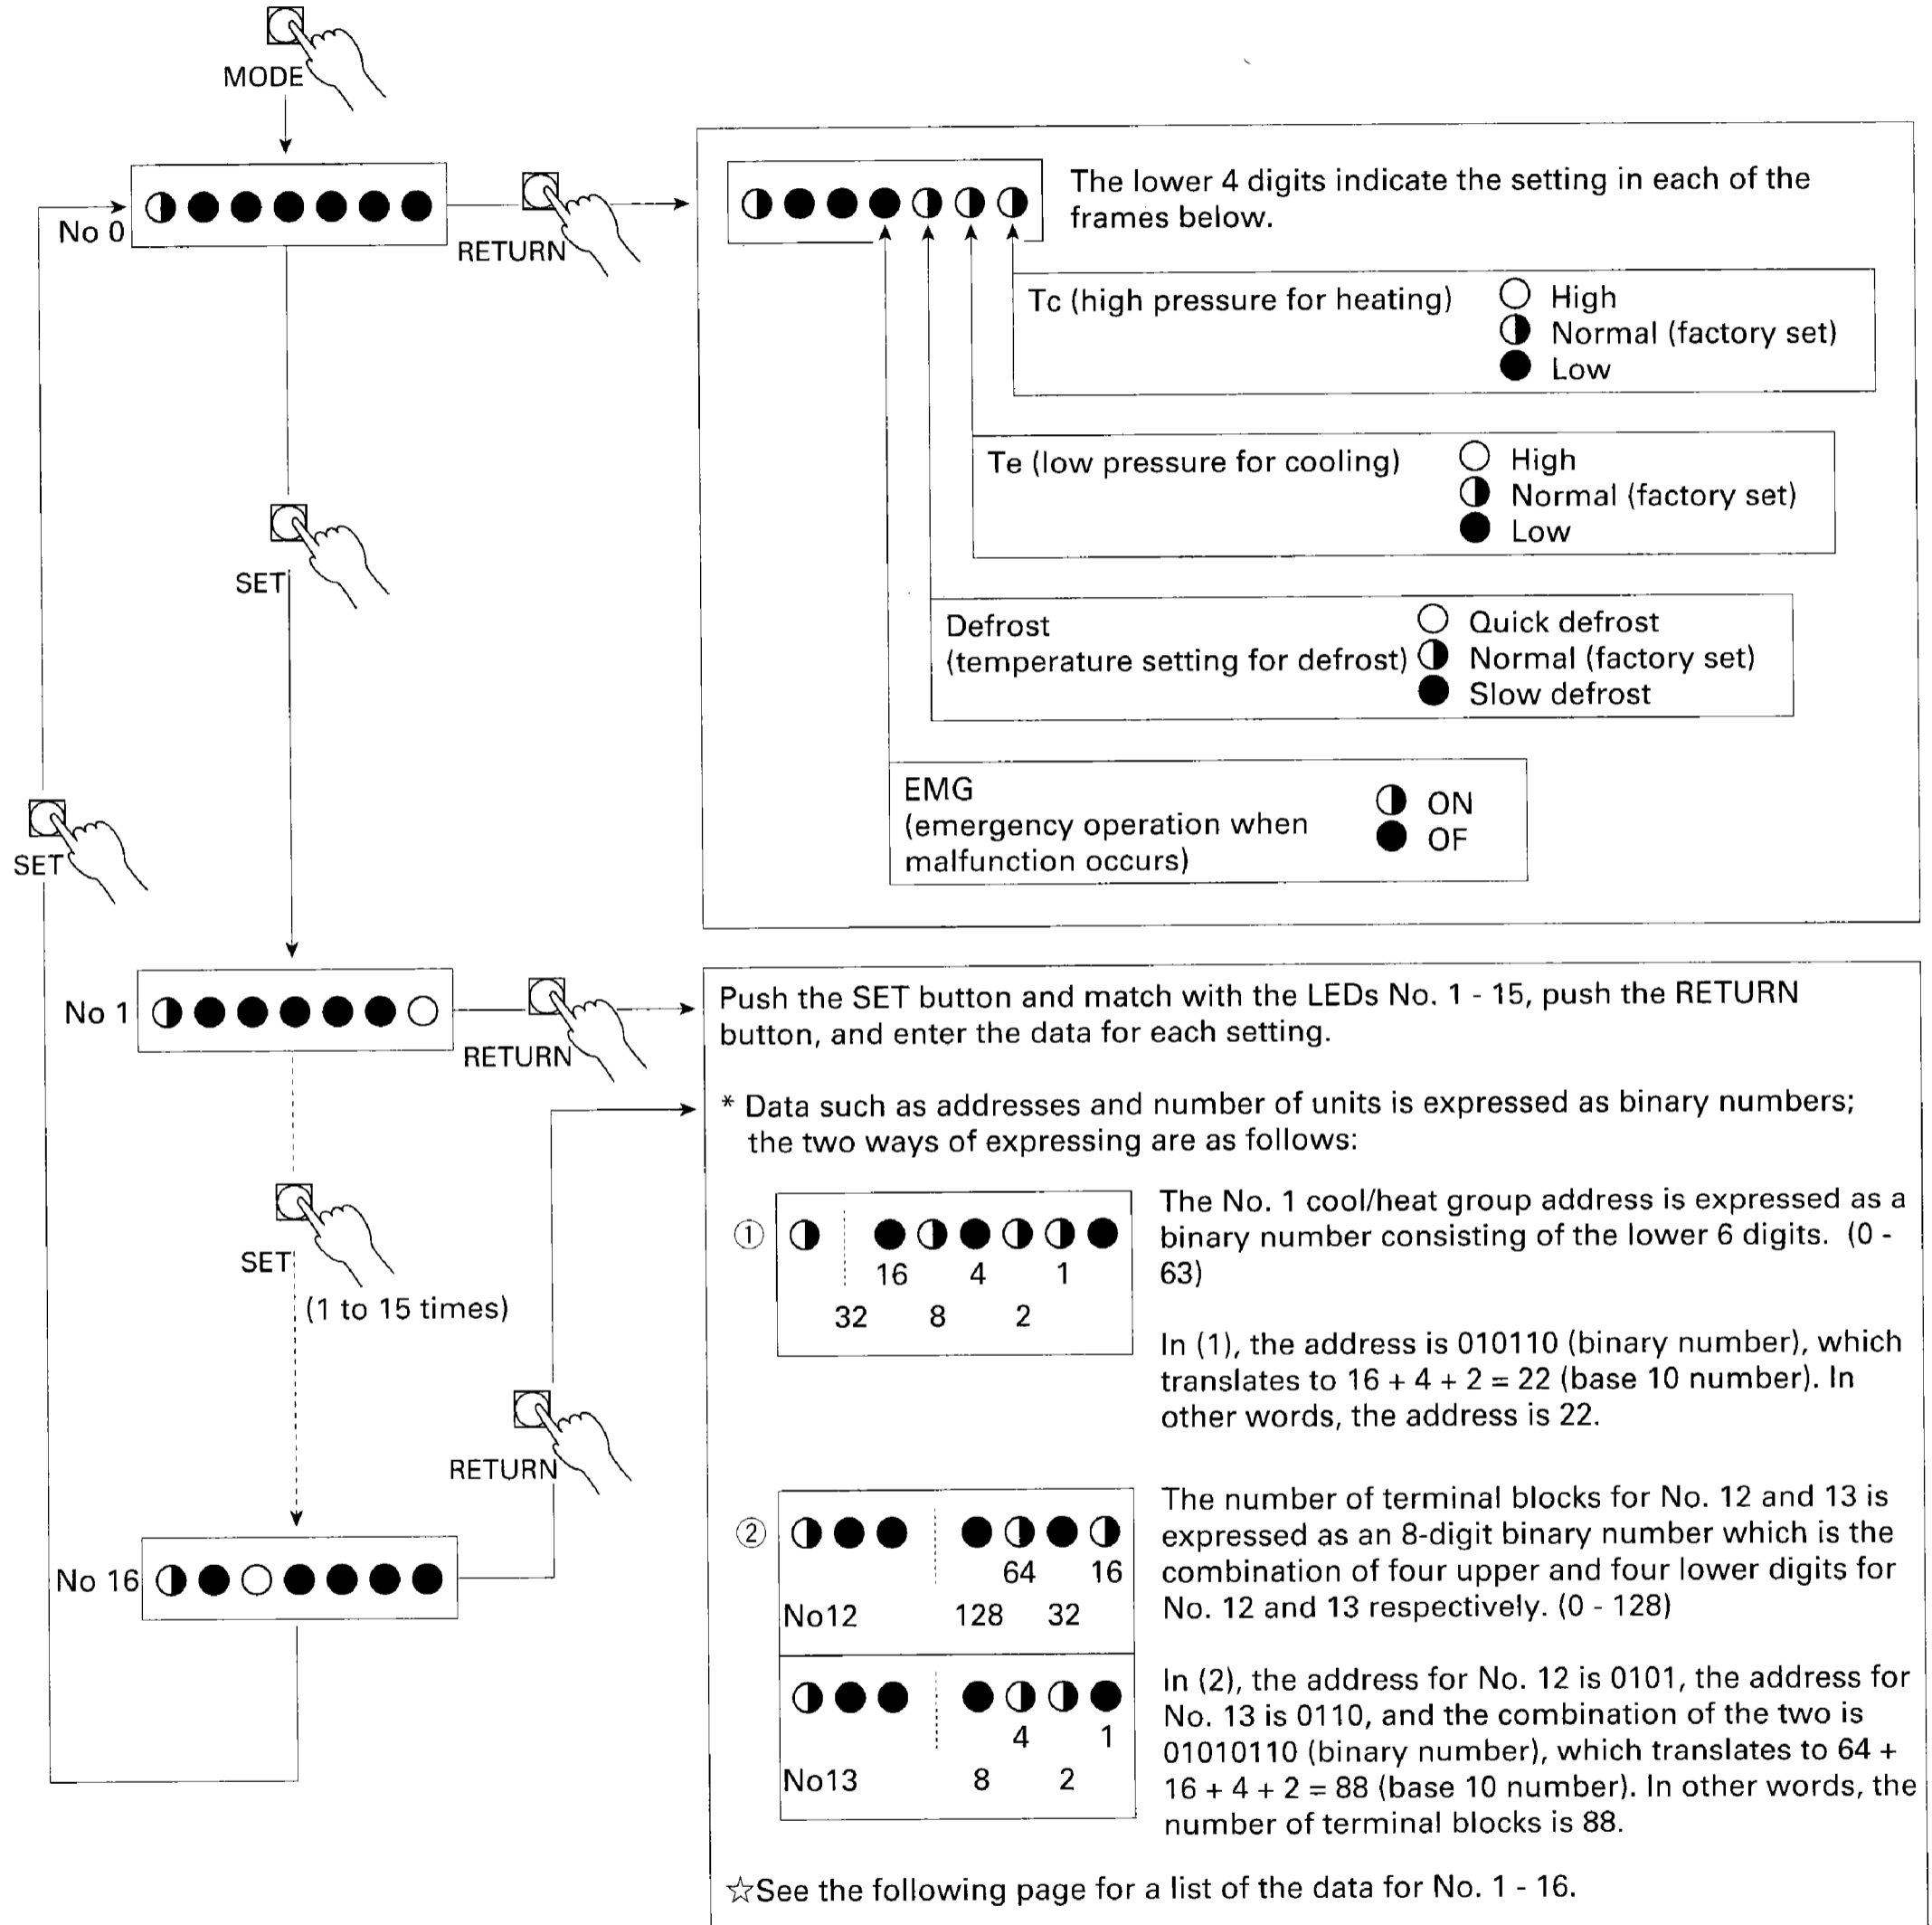 MODE
No 0
RETURN
The lower 4 digits indicate the setting in each of the
frames below.
Tc (high pressure for heating)
High
Normal (factory set)
Low
Te (low pressure for cooling)
High
Normal (factory set)
Low
SET
Defrost
(temperature setting for defrost)
Quick defrost
Normal (factory set)
Slow defrost
EMG
(emergency operation when
malfunction occurs)
ON
OF
SET
No 1
RETURN
Push the SET button and match with the LEDs No. 1 - 15, push the RETURN
button, and enter the data for each setting.
* Data such as addresses and number of units is expressed as binary numbers;
the two ways of expressing are as follows:
SET
(1 to 15 times)
①
16 4 1
32 8 2
The No. 1 cool/heat group address is expressed as a
binary number consisting of the lower 6 digits. (0 -
63)
In (1), the address is 010110 (binary number), which
translates to 16 + 4 + 2 = 22 (base 10 number). In
other words, the address is 22.
RETURN
No 16
②
64 16
No12 128 32
The number of terminal blocks for No. 12 and 13 is
expressed as an 8-digit binary number which is the
combination of four upper and four lower digits for
No. 12 and 13 respectively. (0 - 128)
4 1
No13 8 2
In (2), the address for No. 12 is 0101, the address for
No. 13 is 0110, and the combination of the two is
01010110 (binary number), which translates to 64 +
16 + 4 + 2 = 88 (base 10 number). In other words, the
number of terminal blocks is 88.
☆See the following page for a list of the data for No. 1 - 16.